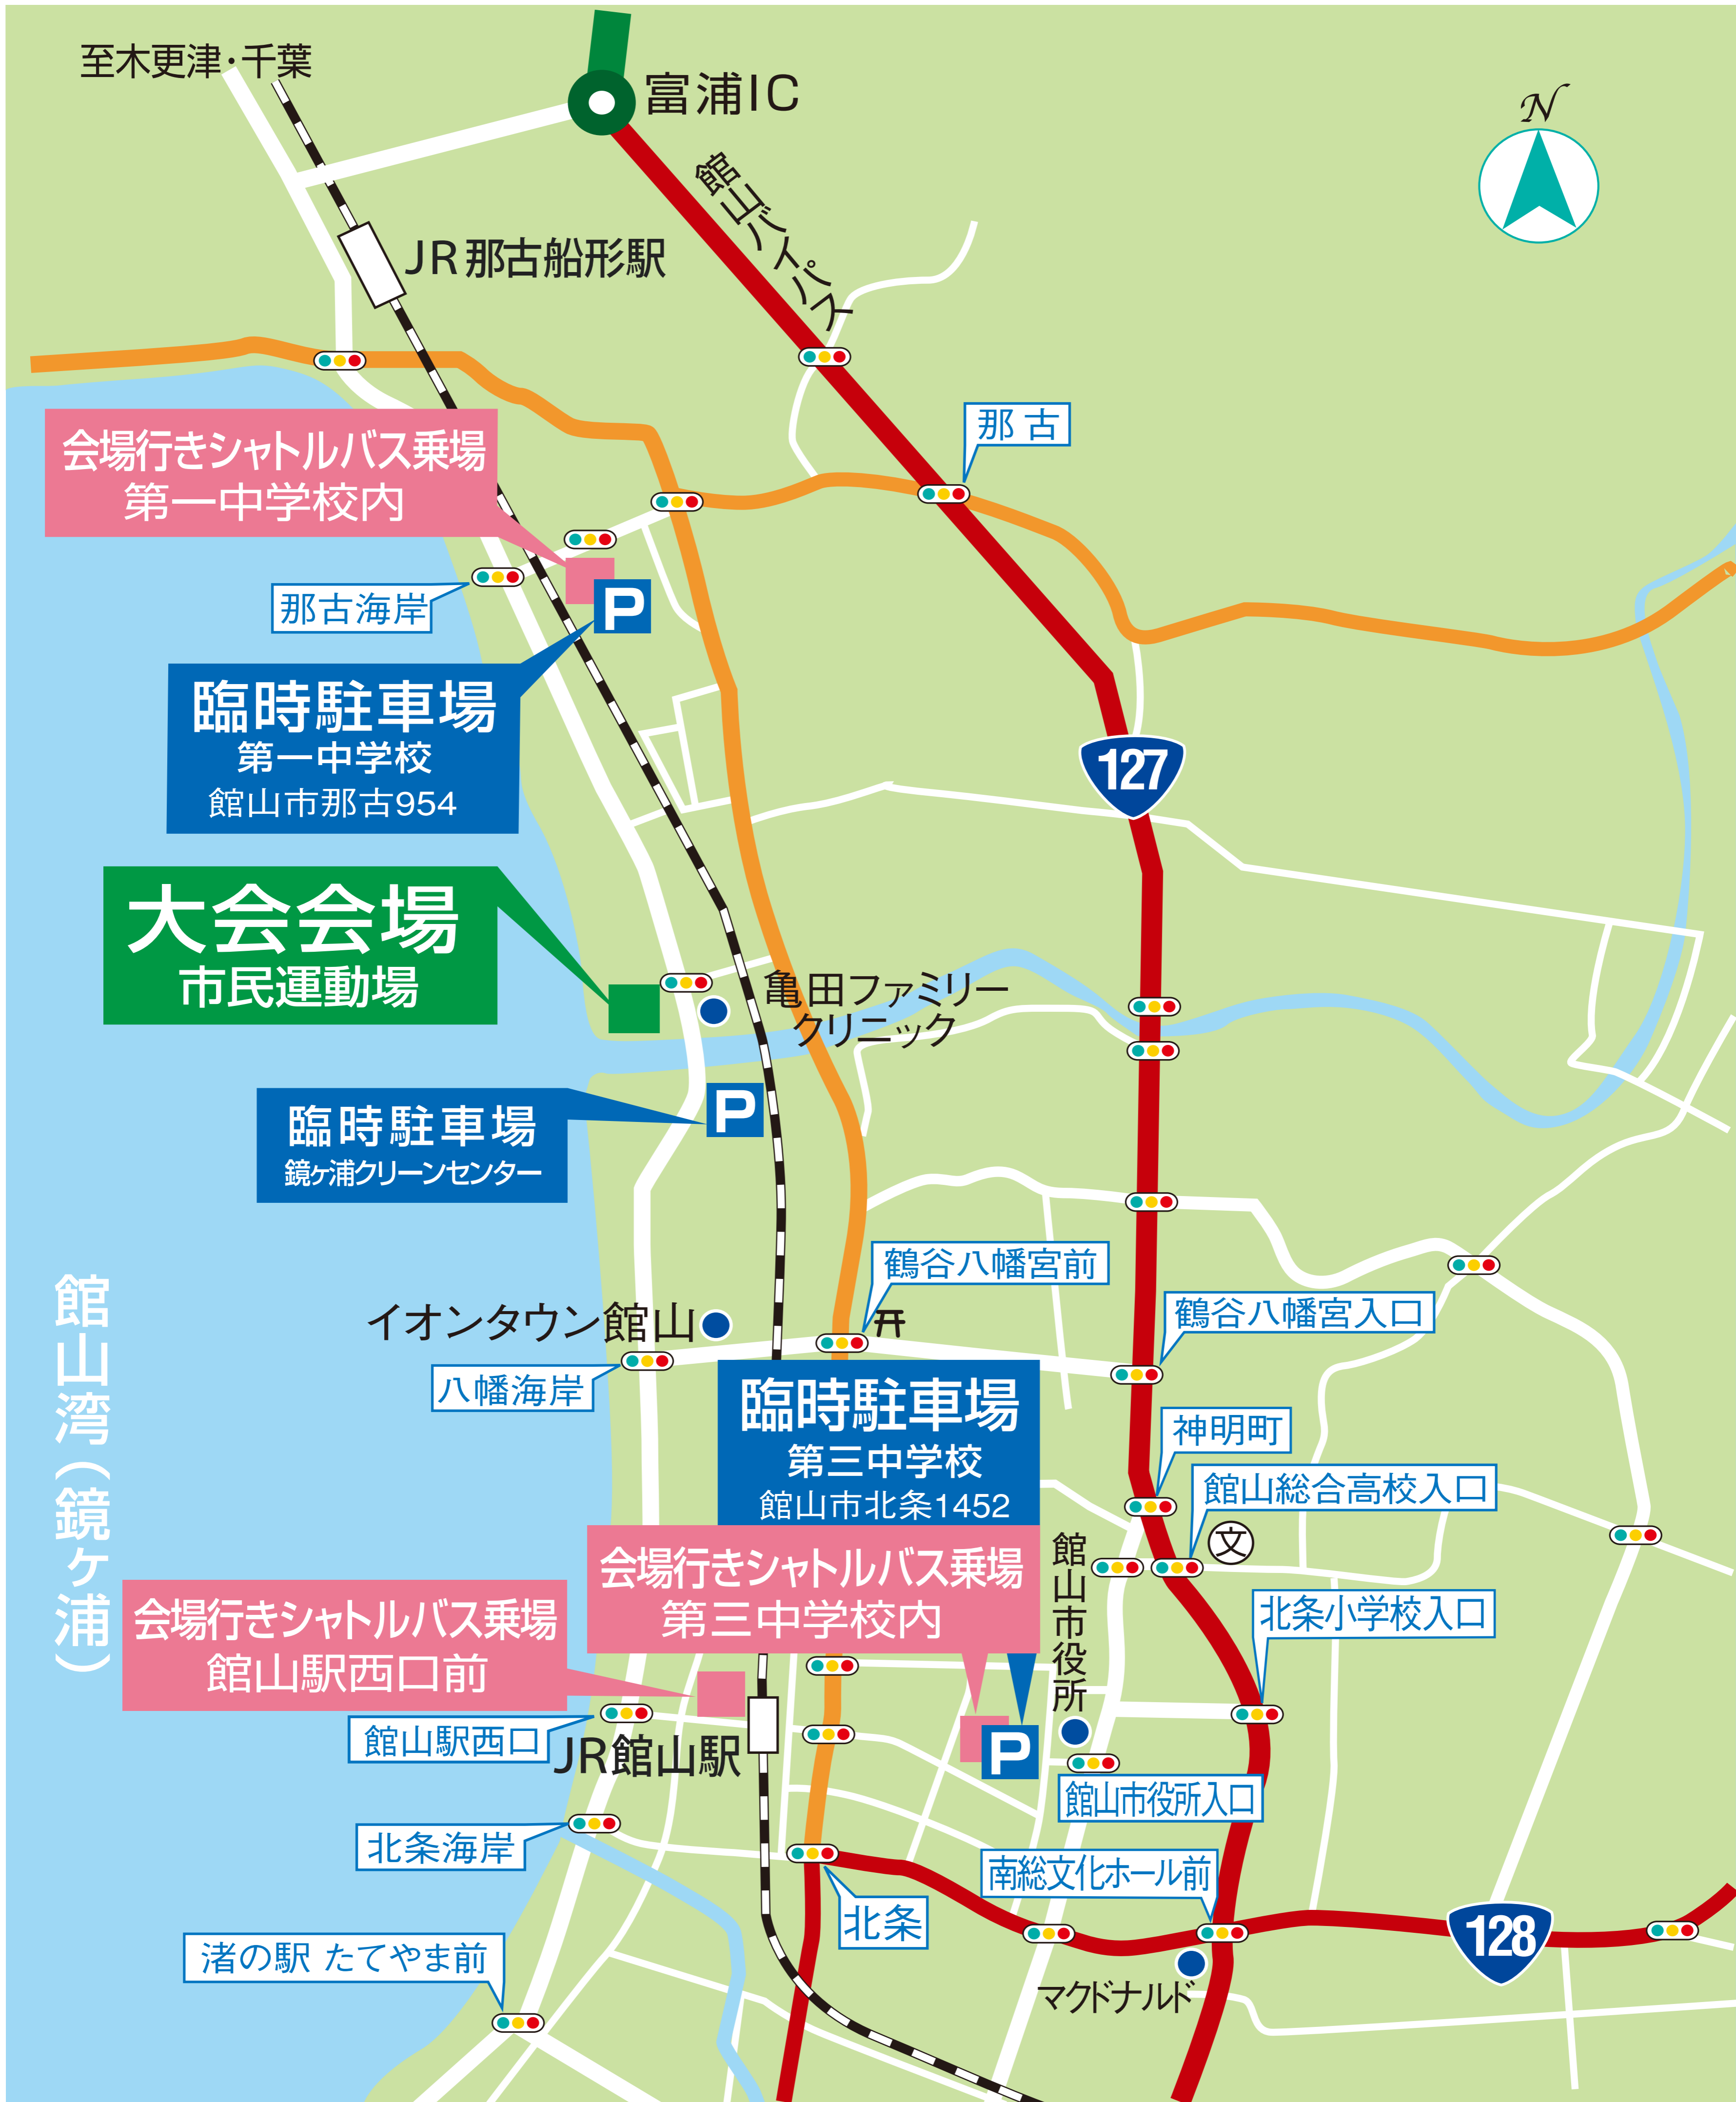 至木更津・千葉
富浦IC
N
館山バイパス
JR那古船形駅
那古
会場行きシャトルバス乗場
第一中学校内
那古海岸
P
臨時駐車場
第一中学校
館山市那古954
127
大会会場
市民運動場
亀田ファミリー
クリニック
P
臨時駐車場
鏡ヶ浦クリーンセンター
館山湾(鏡ヶ浦)
鶴谷八幡宮前
イオンタウン館山
鶴谷八幡宮入口
八幡海岸
臨時駐車場
第三中学校
館山市北条1452
神明町
館山総合高校入口
文
館山市役所
会場行きシャトルバス乗場
第三中学校内
会場行きシャトルバス乗場
館山駅西口前
北条小学校入口
館山駅西口
JR館山駅
P
館山市役所入口
北条海岸
南総文化ホール前
北条
128
渚の駅 たてやま前
マクドナルド